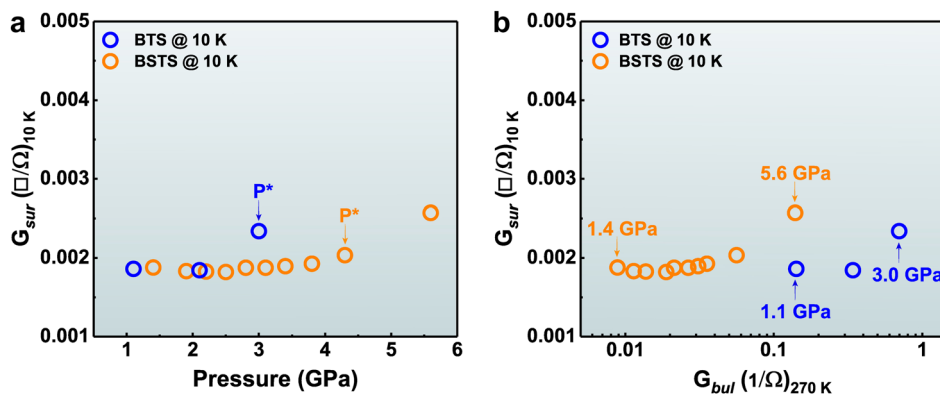 a
BTS @ 10 K
BSTS @ 10 K
P*
P*
0.005
0.004
0.003
0.002
0.001
G_sur (□/Ω)_10 K
1 2 3 4 5 6
Pressure (GPa)
b
BTS @ 10 K
BSTS @ 10 K
5.6 GPa
1.4 GPa
1.1 GPa
3.0 GPa
0.005
0.004
0.003
0.002
0.001
G_sur (□/Ω)_10 K
0.01 0.1 1
G_bul (1/Ω)_270 K